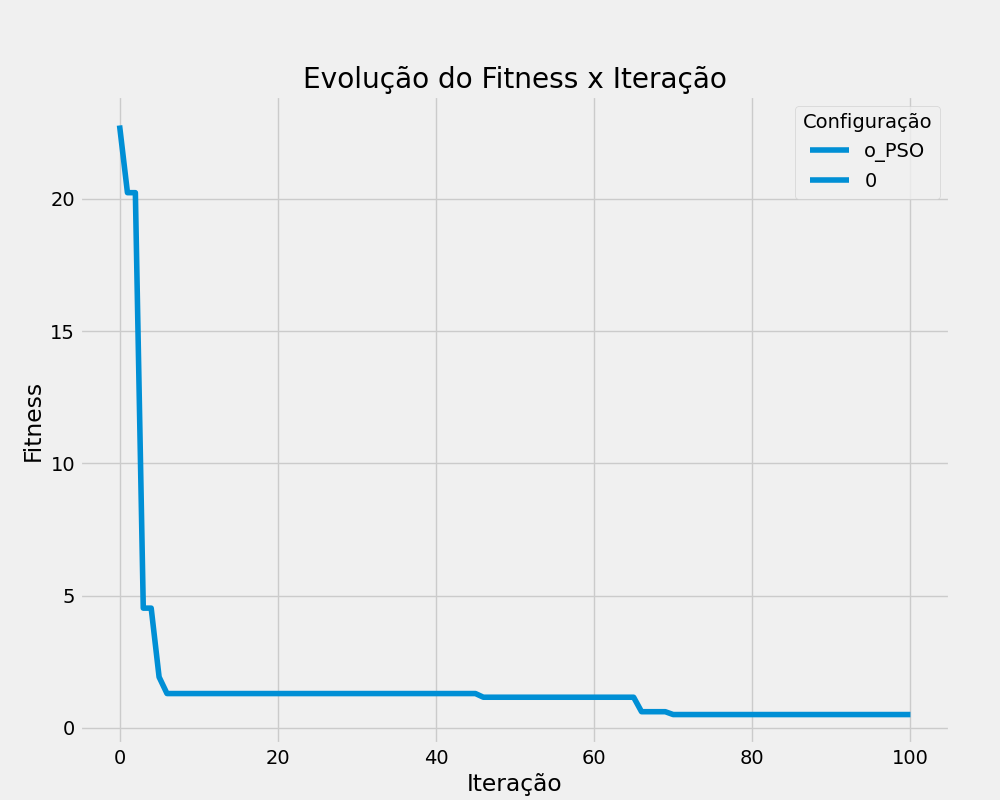 Evolução do Fitness x Iteração
Configuração
o_PSO
0
Fitness
20
15
10
5
0
0 20 40 60 80 100
Iteração